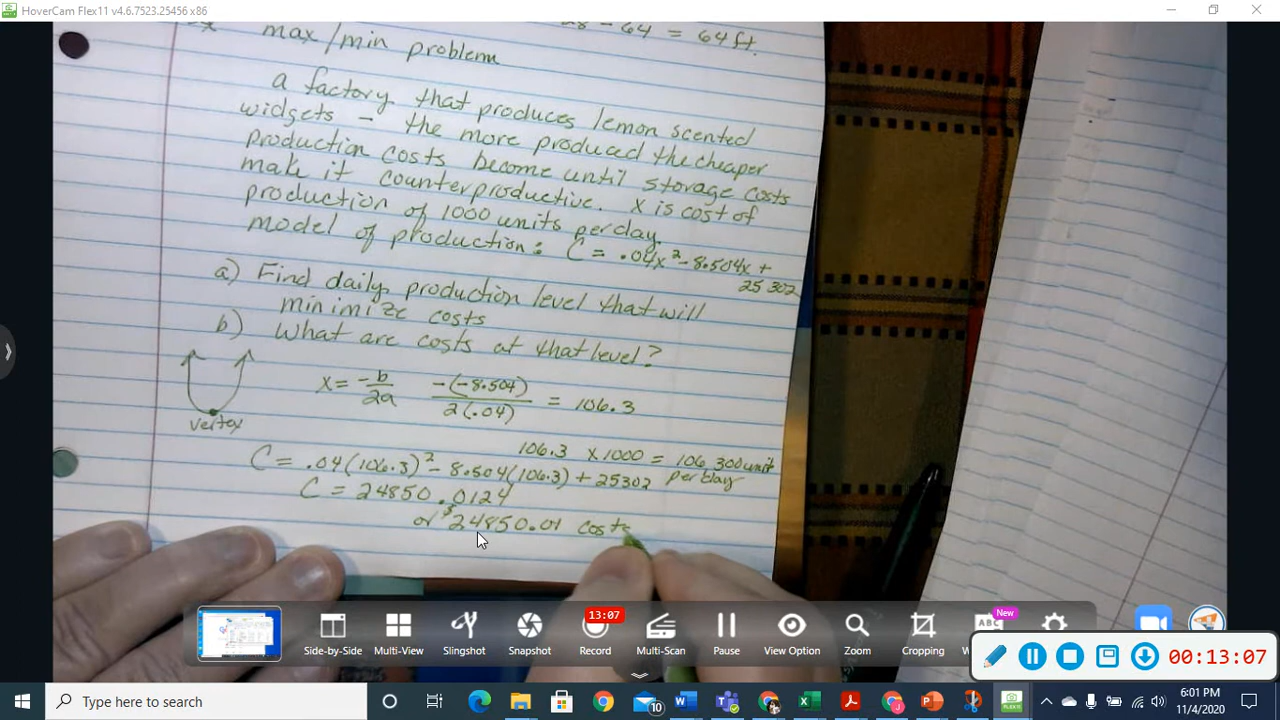 HoverCam Flex11 v4.6.7523.25456 x86
28 - 64 = 64 ft.
max/min problem
a factory that produces lemon scented
widgets - the more produced the cheaper
production costs become until storage costs
make it counterproductive. X is cost of
production of 1000 units per day.
model of production: C = .04x² - 8.504x +
25302
a) Find daily production level that will
minimize costs
b) What are costs at that level?
X = -b/2a -(-8.504)/2(.04) = 106.3
vertex
106.3 X1000 = 106,300 unit
per day
C = .04(106.3)² - 8.504(106.3) + 25302
C = 24850.0124
or $24850.01 costs
13:07
New
ABC
Side-by-Side
Multi-View
Slingshot
Snapshot
Record
Multi-Scan
Pause
View Option
Zoom
Cropping
00:13:07
Type here to search
10
6:01 PM
11/4/2020